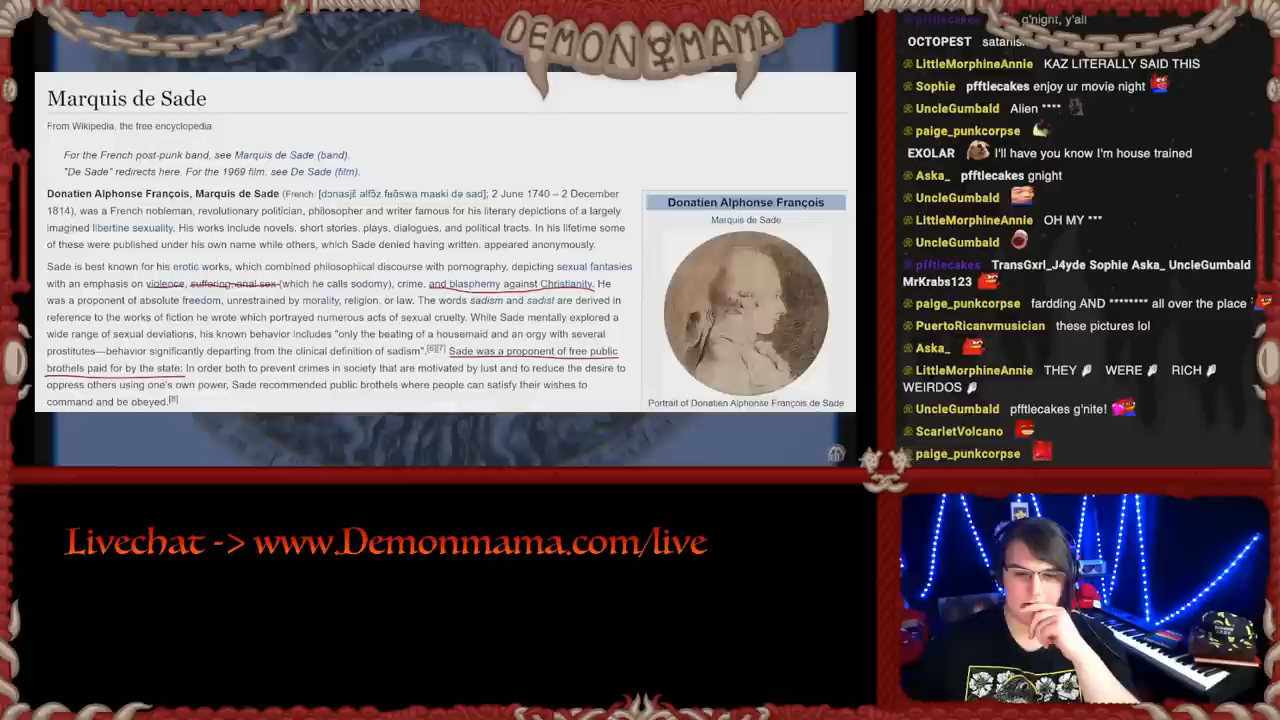 DEMON MAMA
Marquis de Sade
From Wikipedia, the free encyclopedia
For the French post-punk band, see Marquis de Sade (band).
"De Sade" redirects here. For the 1969 film, see De Sade (film).
Donatien Alphonse François, Marquis de Sade (French:
2 June 1740 – 2 December
1814), was a French nobleman, revolutionary politician, philosopher and writer famous for his literary depictions of a largely
imagined libertine sexuality. His works include novels, short stories, plays, dialogues, and political tracts. In his lifetime some
of these were published under his own name while others, which Sade denied having written, appeared anonymously.
Sade is best known for his erotic works, which combined philosophical discourse with pornography, depicting sexual fantasies
with an emphasis on violence, suffering, anal sex (which he calls sodomy), crime, and blasphemy against Christianity. He
was a proponent of absolute freedom, unrestrained by morality, religion, or law. The words sadism and sadist are derived in
reference to the works of fiction he wrote which portrayed numerous acts of sexual cruelty. While Sade mentally explored a
wide range of sexual deviations, his known behavior includes "only the beating of a housemaid and an orgy with several
prostitutes—behavior significantly departing from the clinical definition of sadism".[6][7] Sade was a proponent of free public
brothels paid for by the state: In order both to prevent crimes in society that are motivated by lust and to reduce the desire to
oppress others using one's own power, Sade recommended public brothels where people can satisfy their wishes to
command and be obeyed.[8]
Donatien Alphonse François
Marquis de Sade
Portrait of Donatien Alphonse François de Sade
pfftlecakes g'night, y'all
OCTOPEST
LittleMorphineAnnie KAZ LITERALLY SAID THIS
Sophie pfftlecakes enjoy ur movie night
UncleGumbald Alien ****
paige_punkcorpse
EXOLAR I'll have you know I'm house trained
Aska_ pfftlecakes gnight
UncleGumbald
LittleMorphineAnnie OH MY ***
UncleGumbald
pfftlecakes TransGxrl_J4yde Sophie Aska_ UncleGumbald
MrKrabs123
paige_punkcorpse fardding AND ******** all over the place
PuertoRicanvmusician these pictures lol
Aska_
LittleMorphineAnnie THEY WERE RICH
WEIRDOS
UncleGumbald pfftlecakes g'nite!
ScarletVolcano
paige_punkcorpse
Livechat -> www.Demonmama.com/live